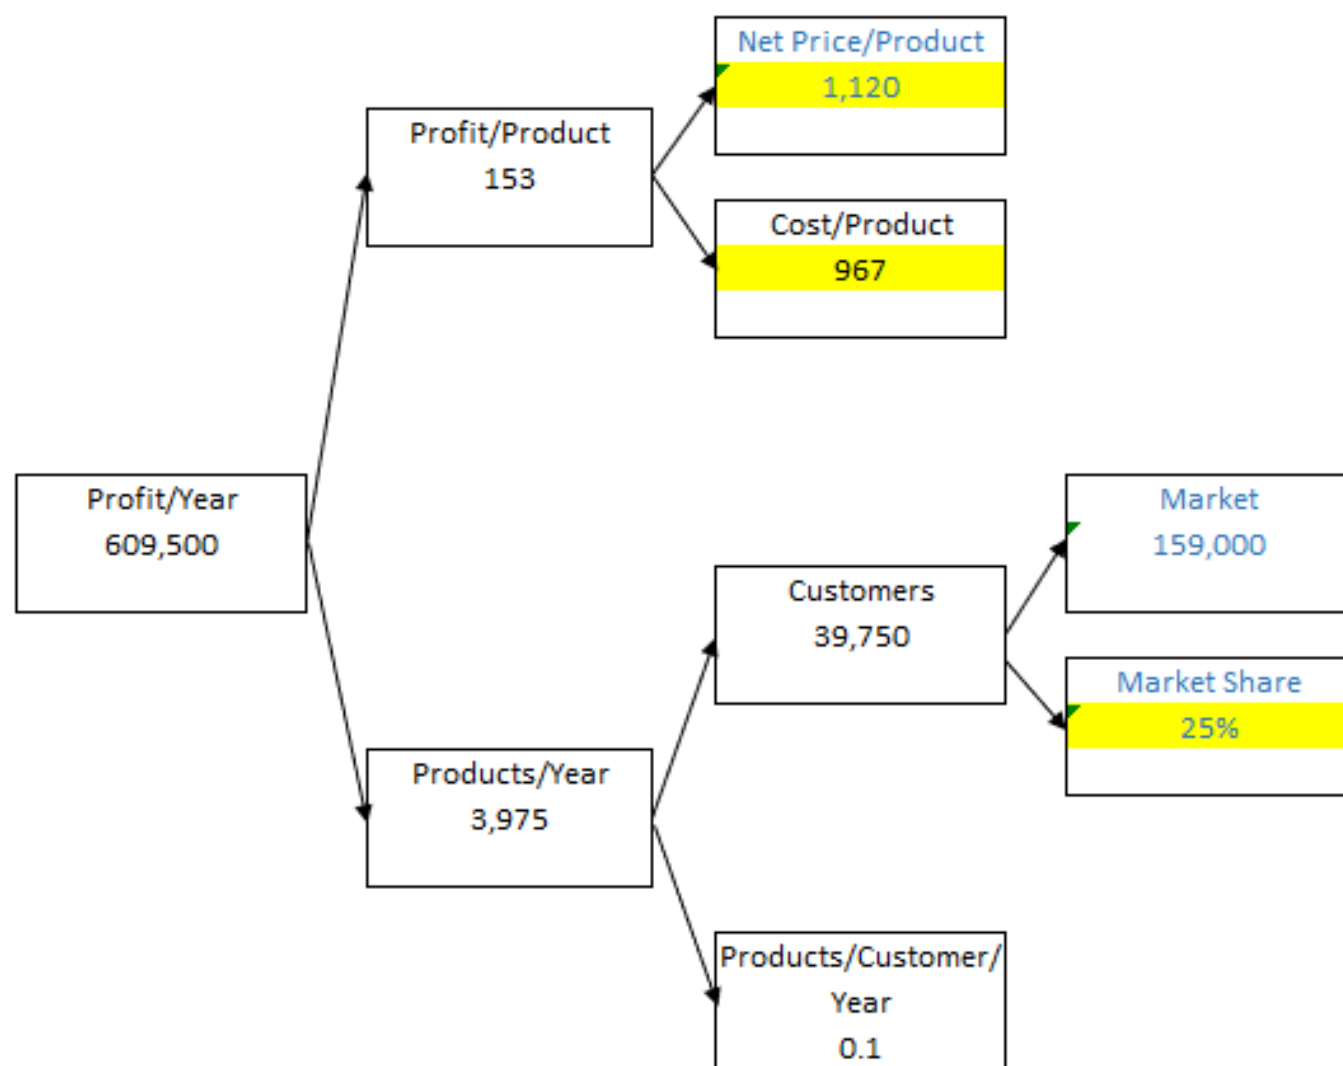 Net Price/Product
1,120
Profit/Product
153
Cost/Product
967
Profit/Year
609,500
Market
159,000
Customers
39,750
Market Share
25%
Products/Year
3,975
Products/Customer/
Year
0.1